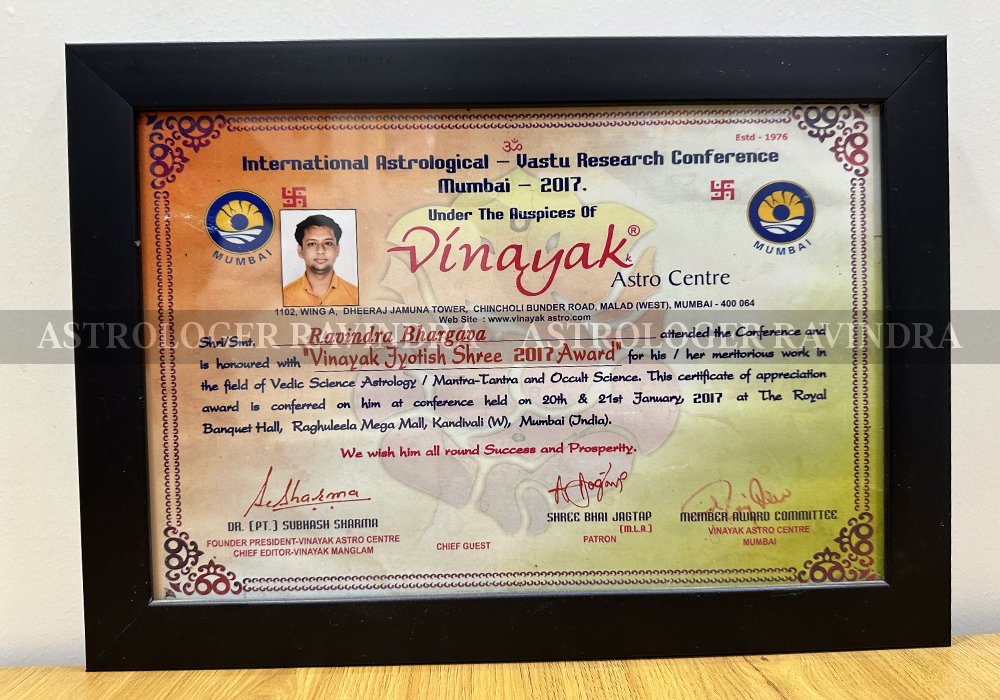 Estd - 1976
ॐ
International Astrological – Vastu Research Conference
Mumbai – 2017.
Under The Auspices Of
MUMBAI
Vinayak®
k
Astro Centre
MUMBAI
1102, WING A, DHEERAJ JAMUNA TOWER, CHINCHOLI BUNDER ROAD, MALAD (WEST), MUMBAI - 400 064
Web Site : www.vinayak astro.com
ASTROLOGER RAVINDRA ASTROLOGER RAVINDRA
Shri/Smt. Ravindra Bhargava attended the Conference and
is honoured with "Vinayak Jyotish Shree 2017 Award" for his / her meritorious work in
the field of Vedic Science Astrology / Mantra-Tantra and Occult Science. This certificate of appreciation
award is conferred on him at conference held on 20th & 21st January, 2017 at The Royal
Banquet Hall, Raghuleela Mega Mall, Kandivali (W), Mumbai (India).
We wish him all round Success and Prosperity.
DR. (PT.) SUBHASH SHARMA
FOUNDER PRESIDENT-VINAYAK ASTRO CENTRE
CHIEF EDITOR-VINAYAK MANGLAM
CHIEF GUEST
SHREE BHAI JAGTAP
(M.L.A.)
PATRON
MEMBER AWARD COMMITTEE
VINAYAK ASTRO CENTRE
MUMBAI